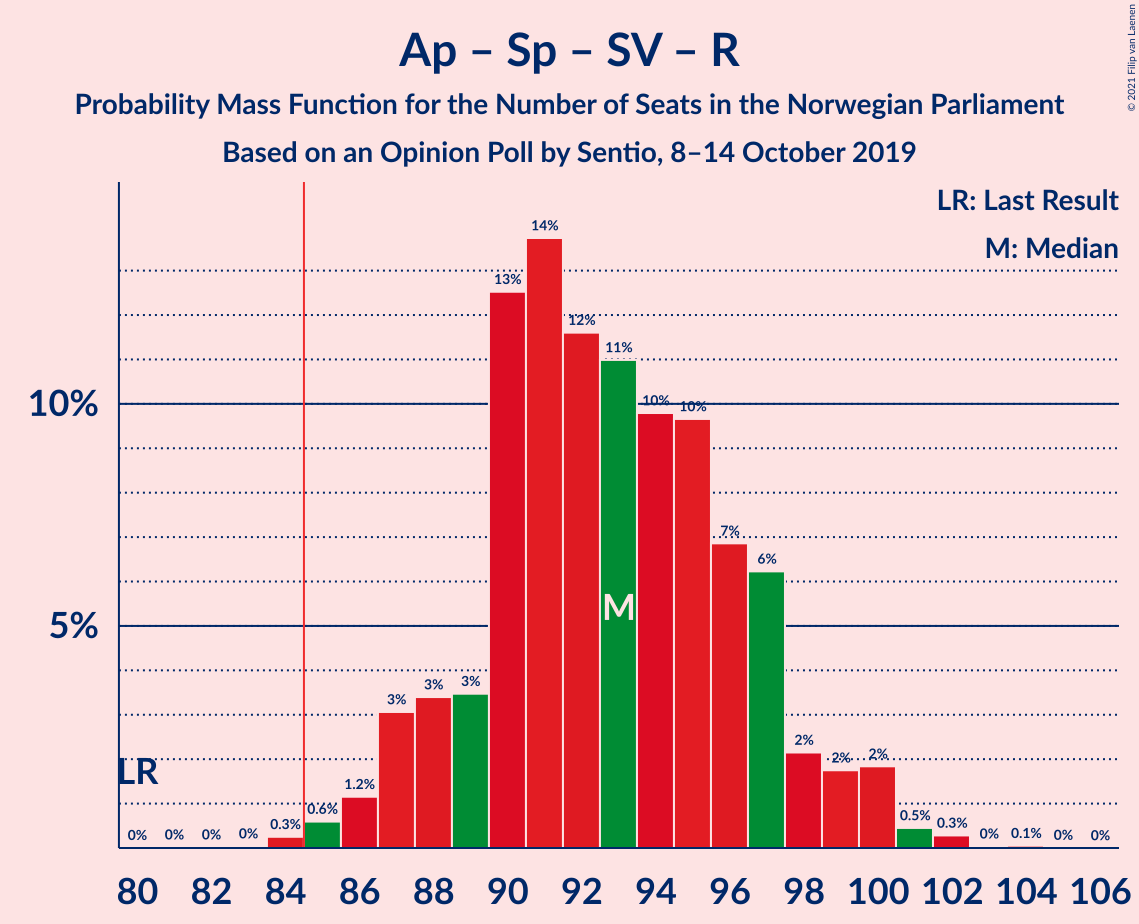 Ap – Sp – SV – R
Probability Mass Function for the Number of Seats in the Norwegian Parliament
Based on an Opinion Poll by Sentio, 8–14 October 2019
© 2021 Filip van Laenen
LR: Last Result
M: Median
10%
5%
LR
M
0% 0% 0% 0% 0.3% 0.6% 1.2% 3% 3% 3% 13% 14% 12% 11% 10% 10% 7% 6% 2% 2% 2% 0.5% 0.3% 0% 0.1% 0% 0%
80 82 84 86 88 90 92 94 96 98 100 102 104 106